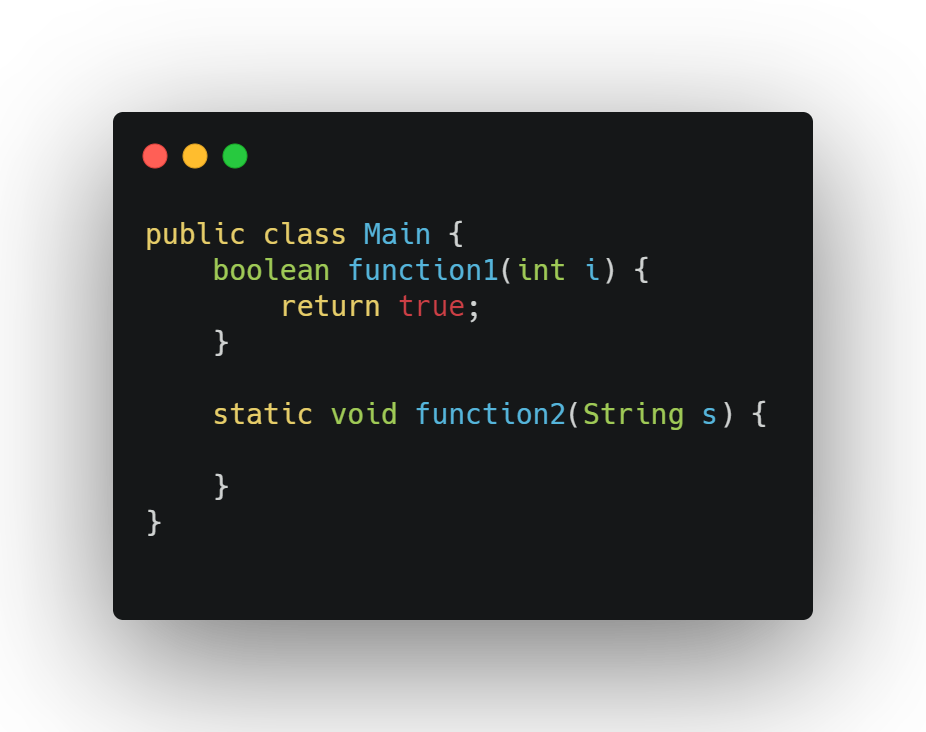 public class Main {
    boolean function1(int i) {
        return true;
    }

    static void function2(String s) {

    }
}